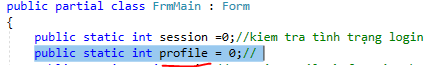 public partial class FrmMain : Form
{
public static int session =0;//kiem tra tình trạng login
public static int profile = 0;//